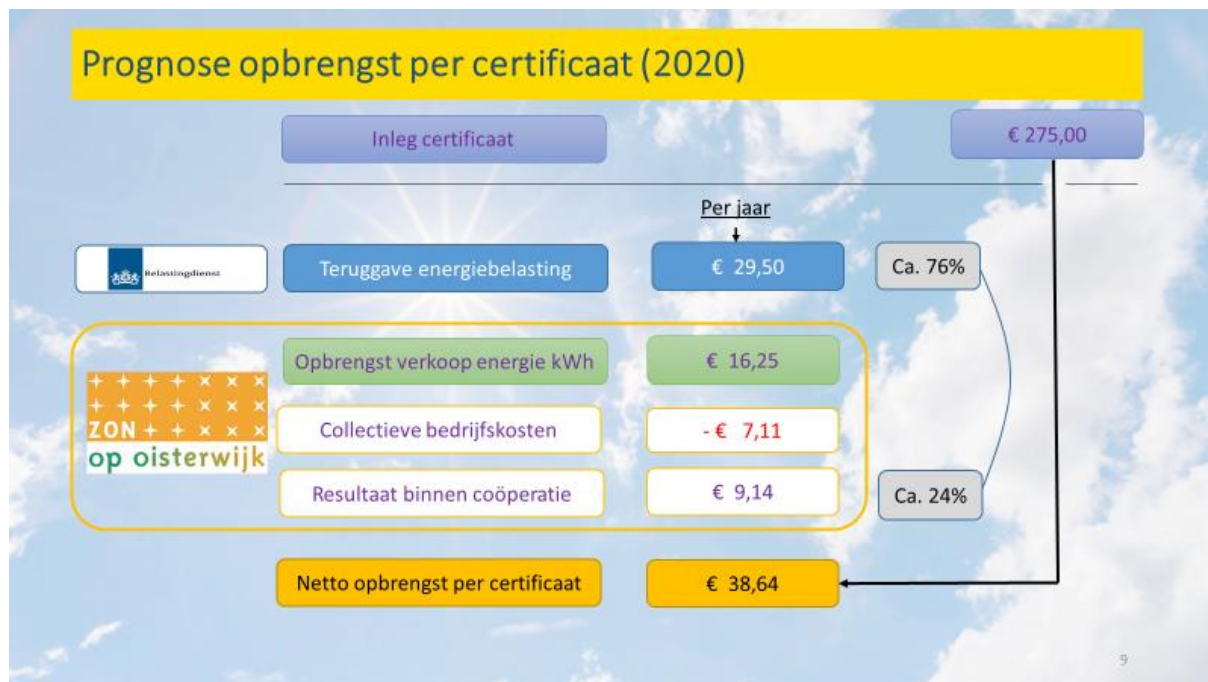 Prognose opbrengst per certificaat (2020)
Inleg certificaat
€ 275,00
Per jaar
Belastingdienst
Teruggave energiebelasting
€ 29,50
Ca. 76%
Opbrengst verkoop energie kWh
€ 16,25
ZON
op oisterwijk
Collectieve bedrijfskosten
- € 7,11
Resultaat binnen coöperatie
€ 9,14
Ca. 24%
Netto opbrengst per certificaat
€ 38,64
9